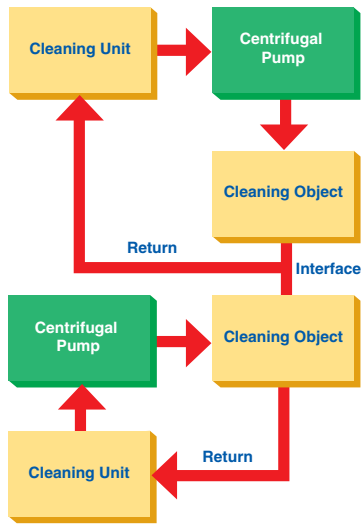 Cleaning Unit
Centrifugal
Pump
Cleaning Object
Return
Interface
Centrifugal
Pump
Cleaning Object
Return
Cleaning Unit